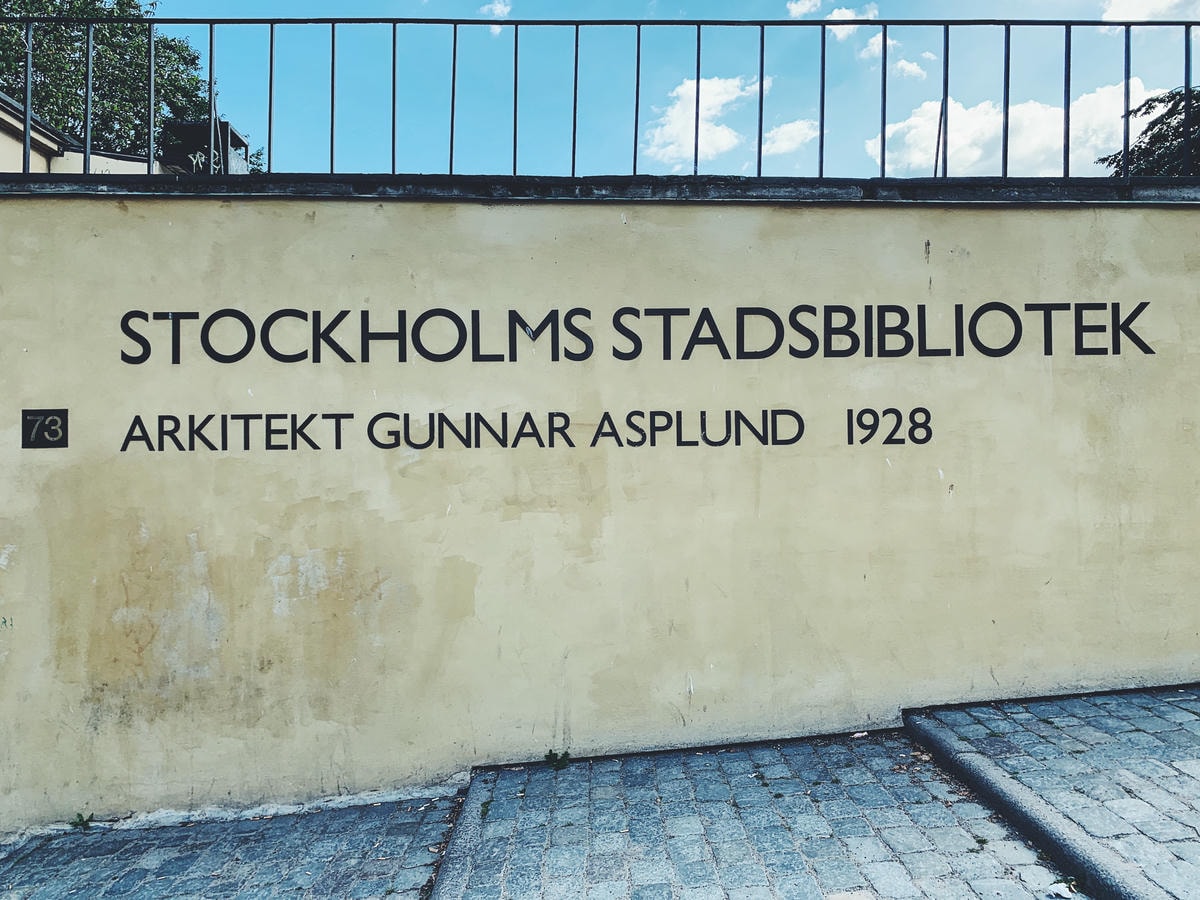 STOCKHOLMS STADSBIBLIOTEK
73 ARKITEKT GUNNAR ASPLUND 1928